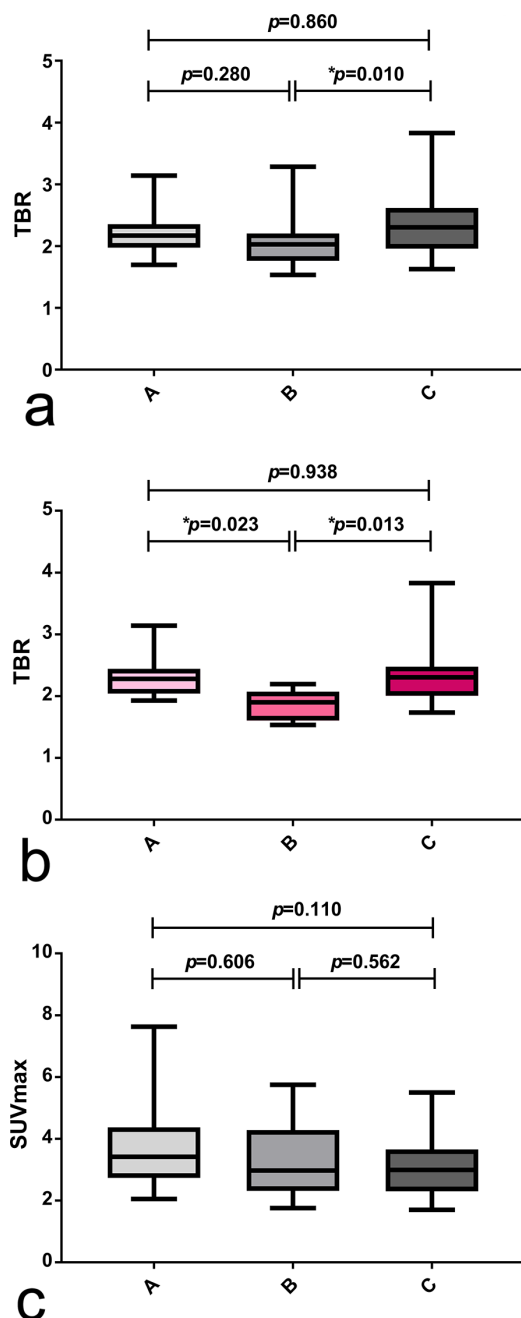 p=0.860
p=0.280 *p=0.010
5
4
3
2
1
0
TBR
A B C
a
p=0.938
*p=0.023 *p=0.013
5
4
3
2
1
0
TBR
A B C
b
p=0.110
p=0.606 p=0.562
10
8
6
4
2
0
SUVmax
A B C
c